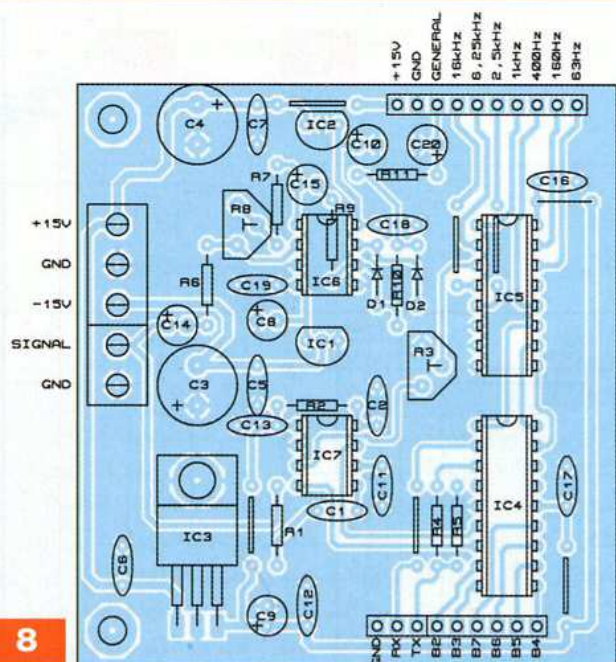 +15V
GND
GENERAL
16kHz
6,25kHz
2,5kHz
1kHz
400Hz
160Hz
63Hz
C4
C7
IC2
C10
C20
R11
C16
R7
C15
R8
R9
C18
+15V
GND
-15V
SIGNAL
GND
R6
C19
IC6
D1
R10
D2
IC5
C14
C8
IC1
R3
C3
C5
R2
C2
C13
IC7
C11
IC4
C17
IC3
R1
C1
R4
R5
C6
C9
C12
GND
RX
TX
B2
B3
B7
B6
B5
B4
8